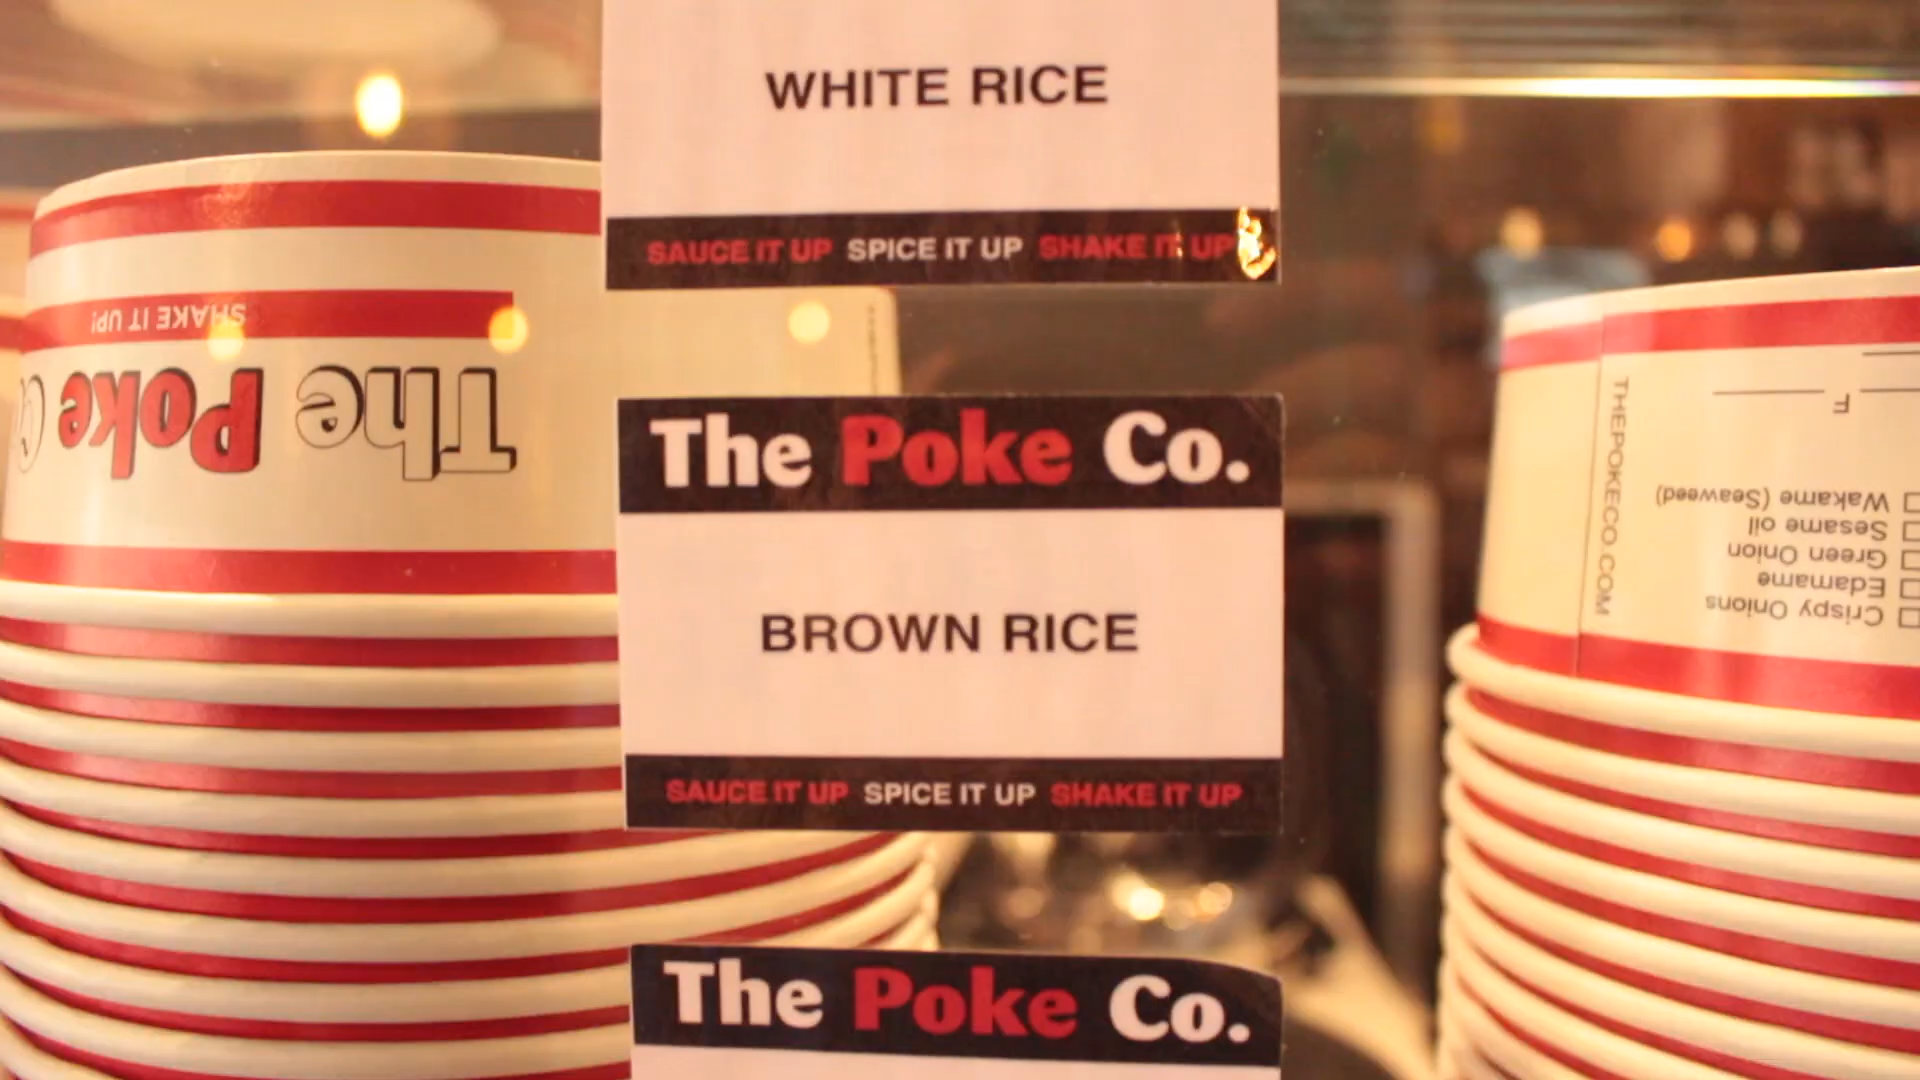 WHITE RICE
SAUCE IT UP SPICE IT UP SHAKE IT UP
SHAKE IT UP!
The Poke
The Poke Co.
BROWN RICE
SAUCE IT UP SPICE IT UP SHAKE IT UP
The Poke Co.
THEPOKECO.COM
Crispy Onions
Edamame
Green Onion
Sesame oil
Wakame (Seaweed)
F